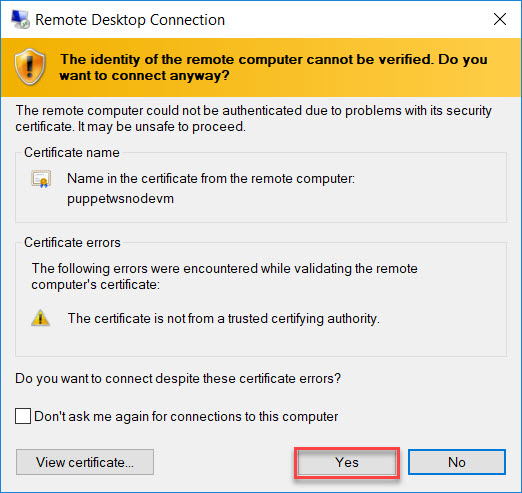 Remote Desktop Connection
The identity of the remote computer cannot be verified. Do you
want to connect anyway?
The remote computer could not be authenticated due to problems with its security
certificate. It may be unsafe to proceed.
Certificate name
Name in the certificate from the remote computer:
puppetwsnodevm
Certificate errors
The following errors were encountered while validating the remote
computer's certificate:
The certificate is not from a trusted certifying authority.
Do you want to connect despite these certificate errors?
Don't ask me again for connections to this computer
View certificate...
Yes
No